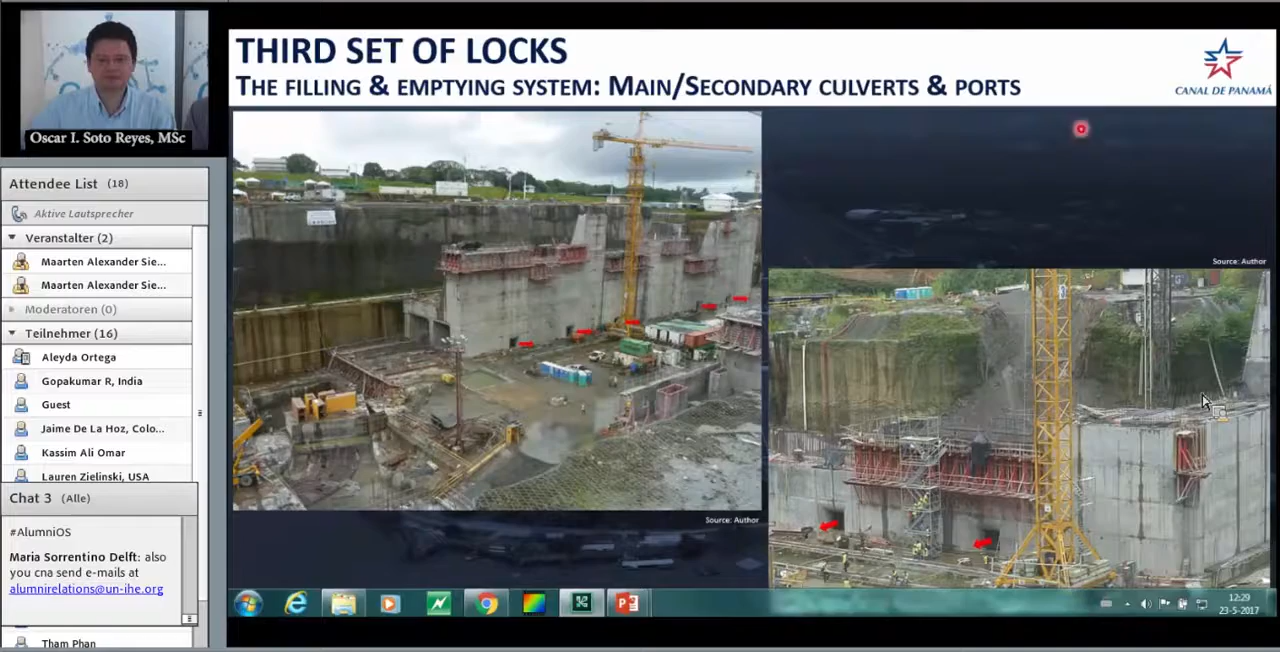 Oscar I. Soto Reyes, MSc
THIRD SET OF LOCKS
THE FILLING & EMPTYING SYSTEM: MAIN/SECONDARY CULVERTS & PORTS
CANAL DE PANAMÁ
Attendee List (18)
Aktive Lautsprecher
Veranstalter (2)
Maarten Alexander Sie...
Maarten Alexander Sie...
Moderatoren (0)
Teilnehmer (16)
Aleyda Ortega
Gopakumar R, India
Guest
Jaime De La Hoz, Colo...
Kassim Ali Omar
Lauren Zielinski, USA
Chat 3 (Alle)
#AlumniOS
Maria Sorrentino Delft: also
you cna send e-mails at
alumnirelations@un-ihe.org
Tham Phan
Source: Author
Source: Author
12:29
23-5-2017